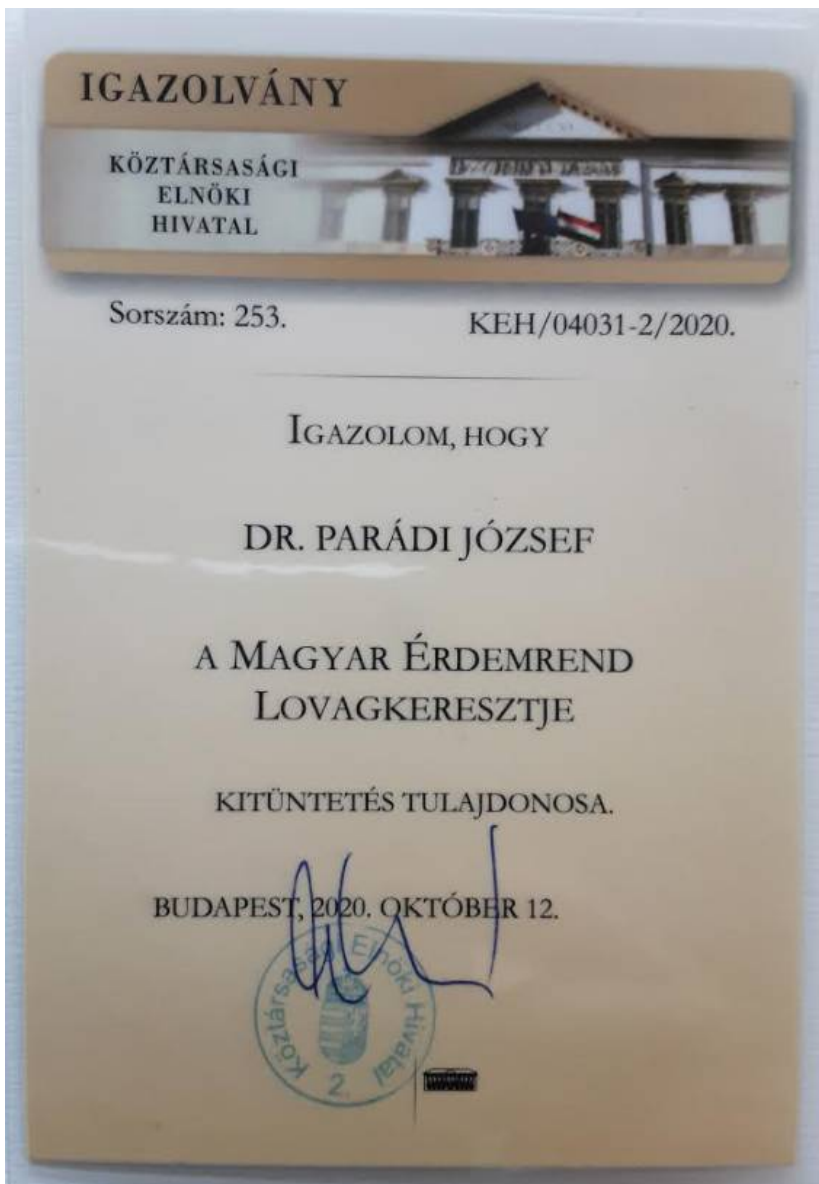 IGAZOLVÁNY
KÖZTÁRSASÁGI
ELNÖKI
HIVATAL
Sorszám: 253.
KEH/04031-2/2020.
IGAZOLOM, HOGY
DR. PARÁDI JÓZSEF
A MAGYAR ÉRDEMREND
LOVAGKERESZTJE
KITÜNTETÉS TULAJDONOSA.
BUDAPEST, 2020. OKTÓBER 12.
Köztársasági Elnöki Hivatal
2.